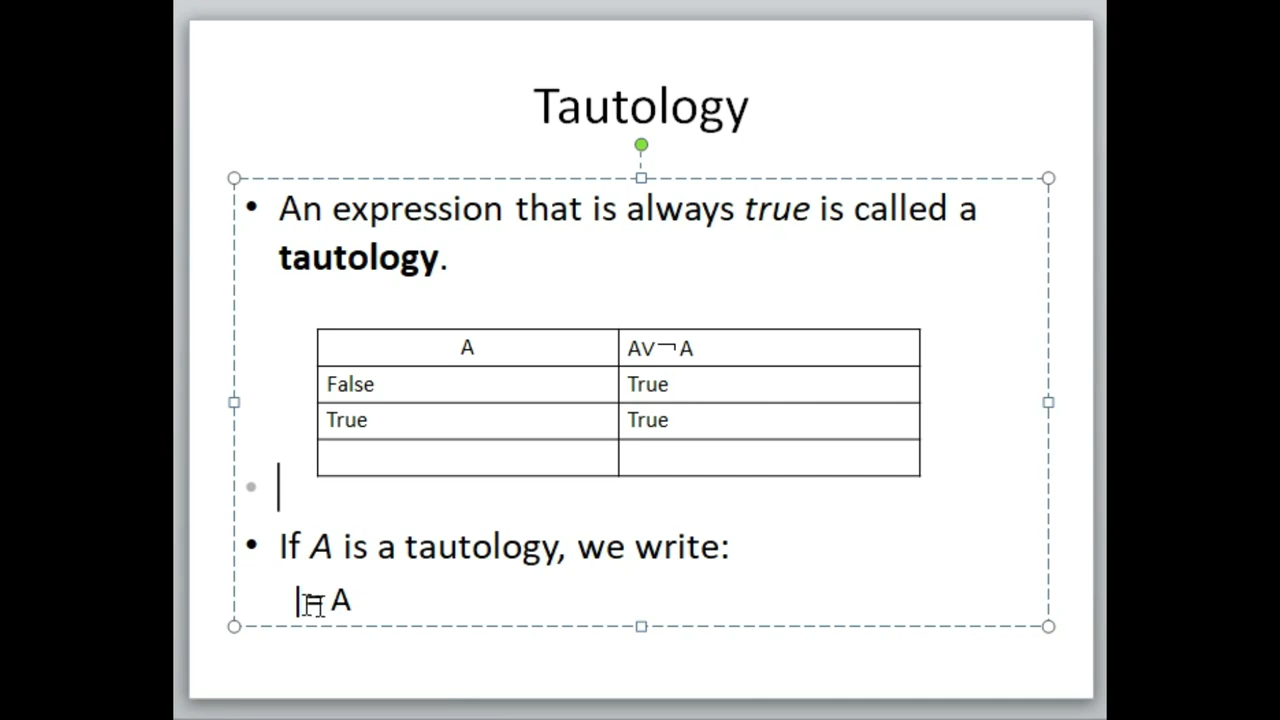 Tautology
• An expression that is always true is called a
tautology.
A A∨¬A
False True
True True
• If A is a tautology, we write:
⊨ A